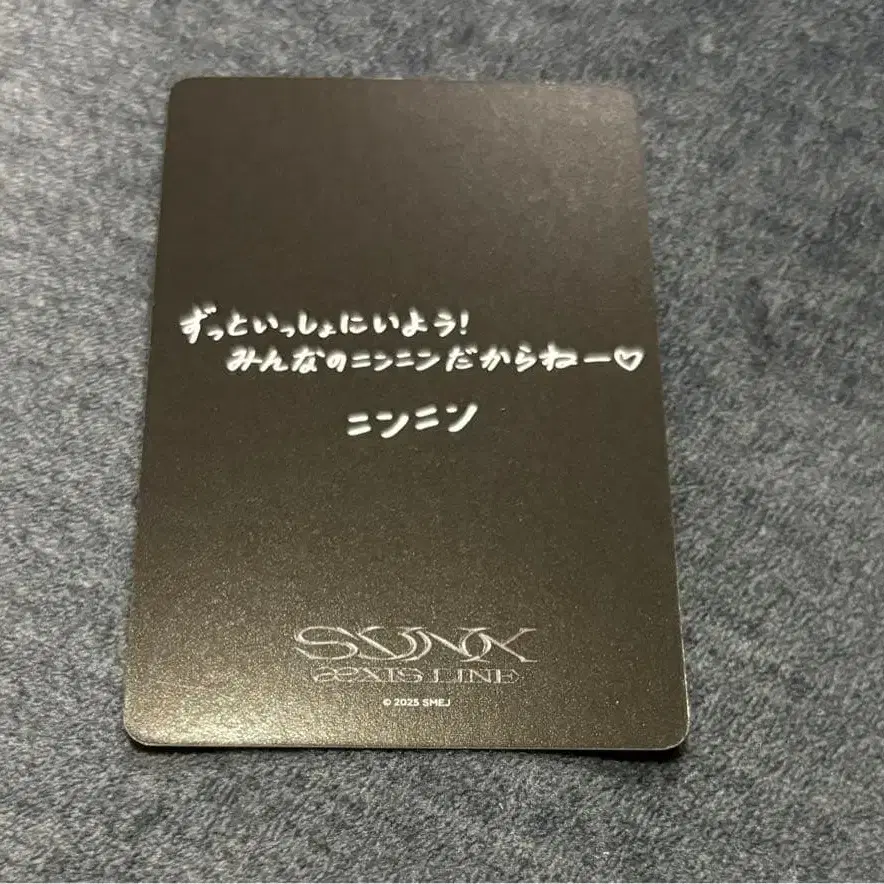 ずっといっしょにいよう!
みんなのニンニンだからねー♡
ニンニン
SYNK
æXIS LINE
© 2025 SMEJ